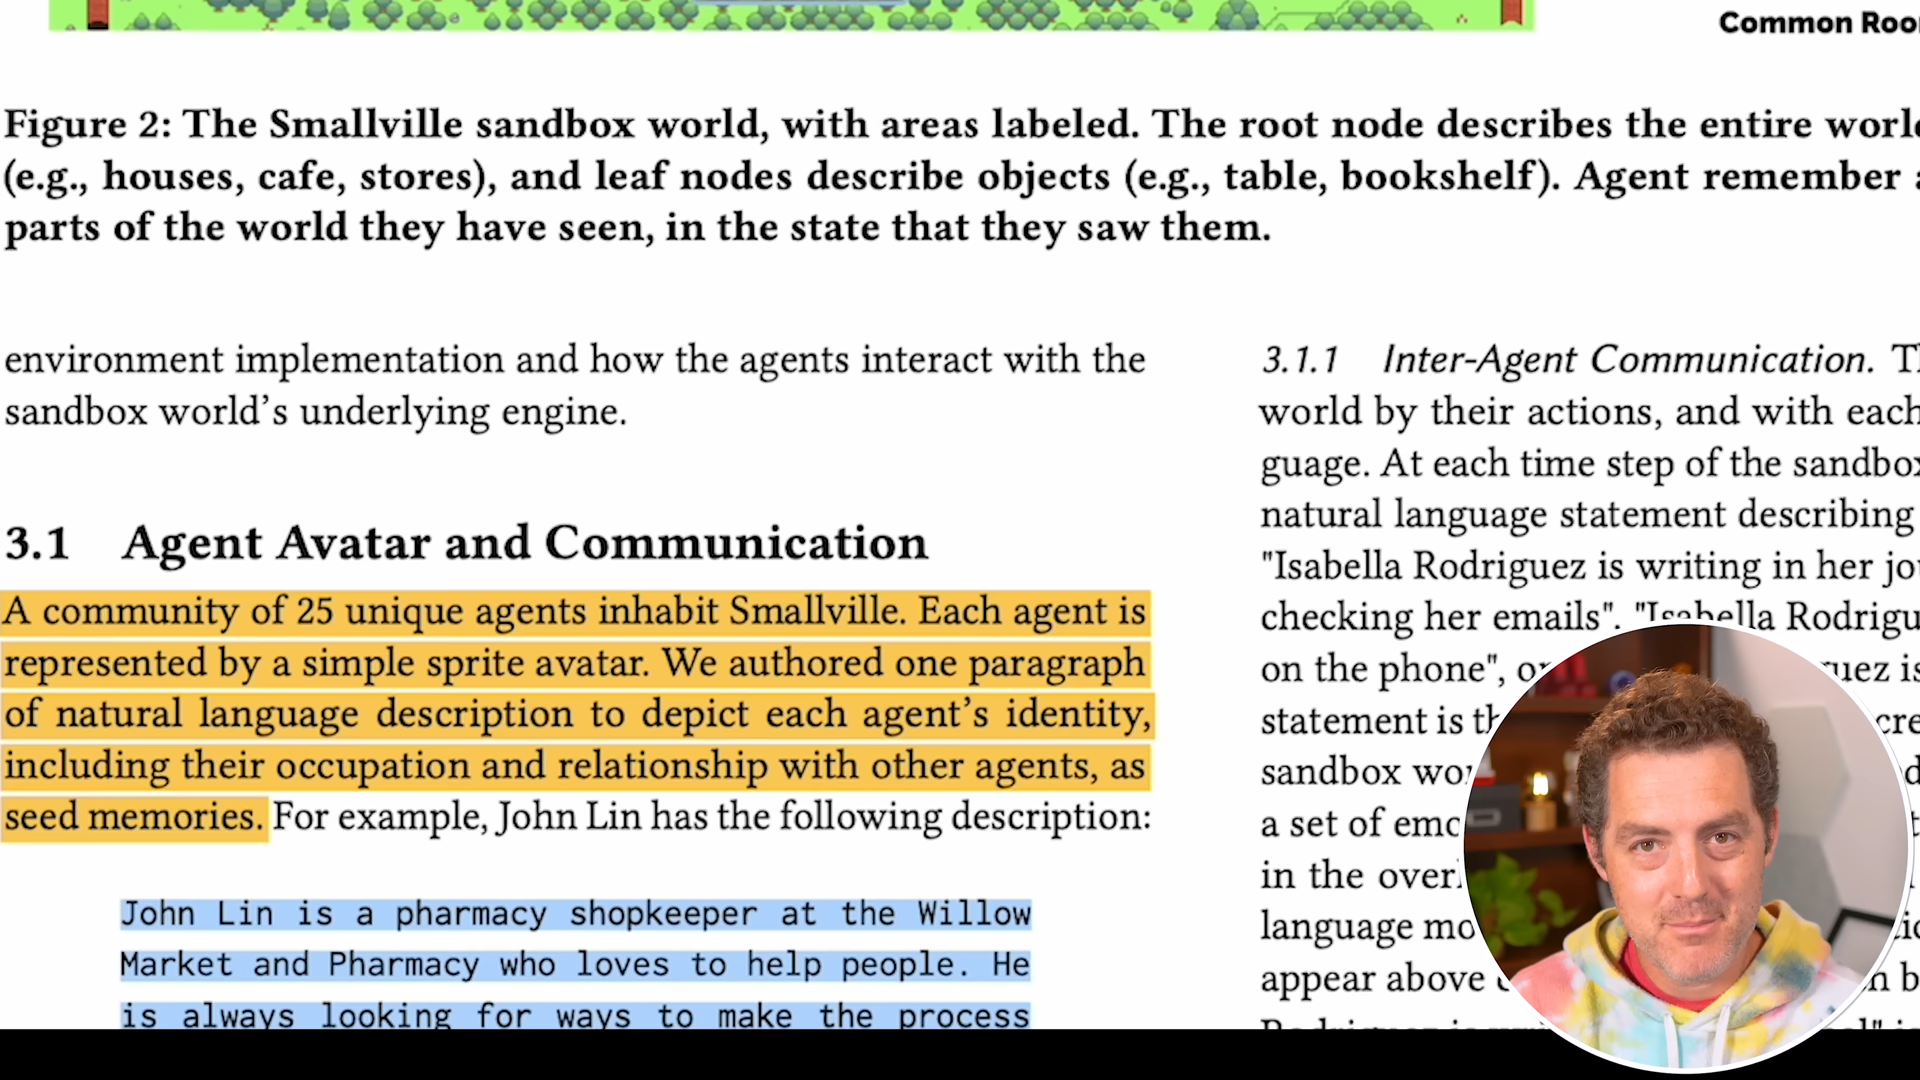 Common
Figure 2: The Smallville sandbox world, with areas labeled. The root node describes the entire
(e.g., houses, cafe, stores), and leaf nodes describe objects (e.g., table, bookshelf). Agent remember
parts of the world they have seen, in the state that they saw them.
environment implementation and how the agents interact with the
sandbox world’s underlying engine.
3.1 Agent Avatar and Communication
A community of 25 unique agents inhabit Smallville. Each agent is
represented by a simple sprite avatar. We authored one paragraph
of natural language description to depict each agent’s identity,
including their occupation and relationship with other agents, as
seed memories. For example, John Lin has the following description:
John Lin is a pharmacy shopkeeper at the Willow
Market and Pharmacy who loves to help people. He
is always looking for ways to make the process
3.1.1 Inter-Agent Communication.
world by their actions, and with each
guage. At each time step of the
natural language statement describing
"Isabella Rodriguez is writing in her
checking her emails". "Isabella
on the phone",
statement is
sandbox
a set of
in the
language
appear above